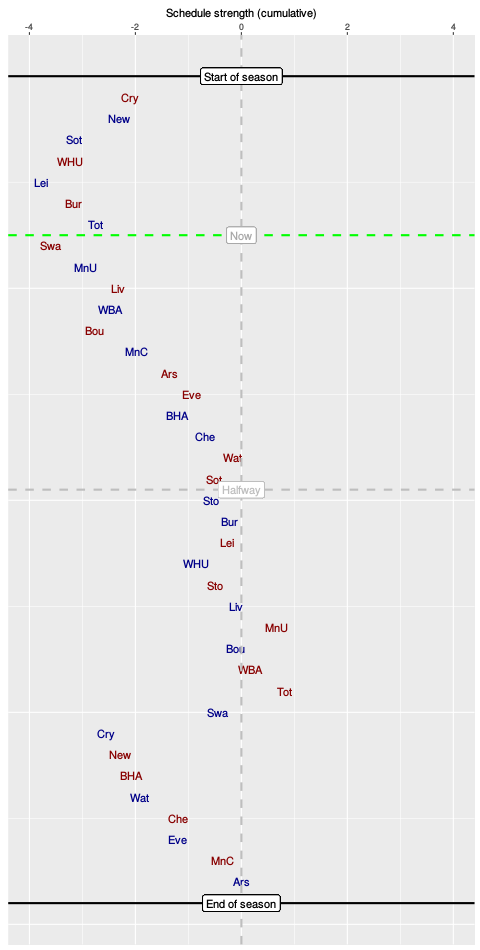 Schedule strength (cumulative)
-4 -2 0 2 4
Start of season
Cry
New
Sot
WHU
Lei
Bur
Tot
Now
Swa
MnU
Liv
WBA
Bou
MnC
Ars
Eve
BHA
Che
Wat
Sot
Halfway
Sto
Bur
Lei
WHU
Sto
Liv
MnU
Bou
WBA
Tot
Swa
Cry
New
BHA
Wat
Che
Eve
MnC
Ars
End of season